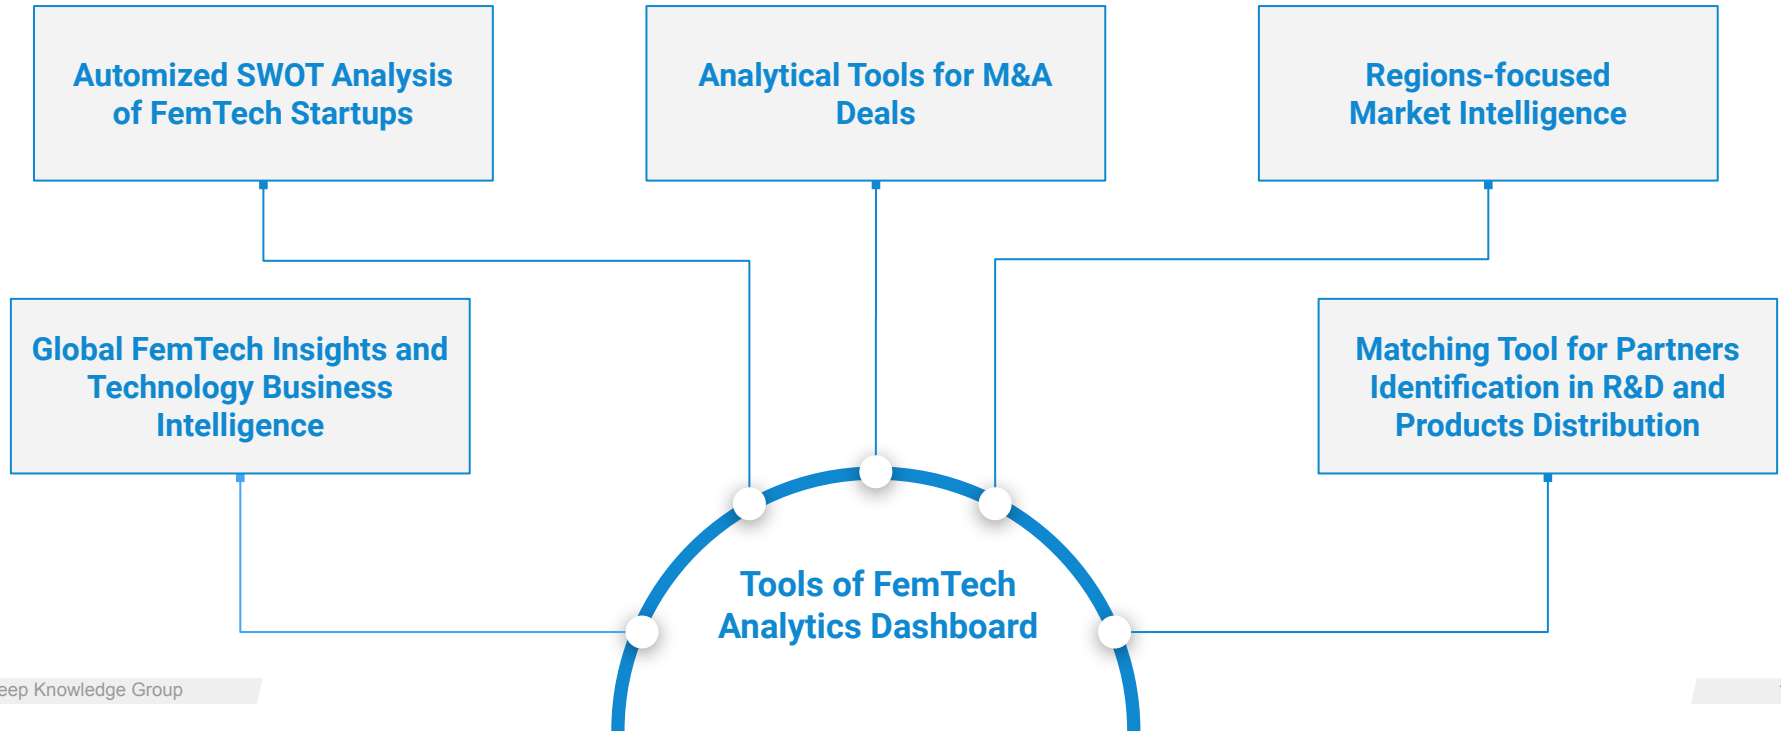 Automized SWOT Analysis
of FemTech Startups
Analytical Tools for M&A
Deals
Regions-focused
Market Intelligence
Global FemTech Insights and
Technology Business
Intelligence
Matching Tool for Partners
Identification in R&D and
Products Distribution
Tools of FemTech
Analytics Dashboard
eep Knowledge Group